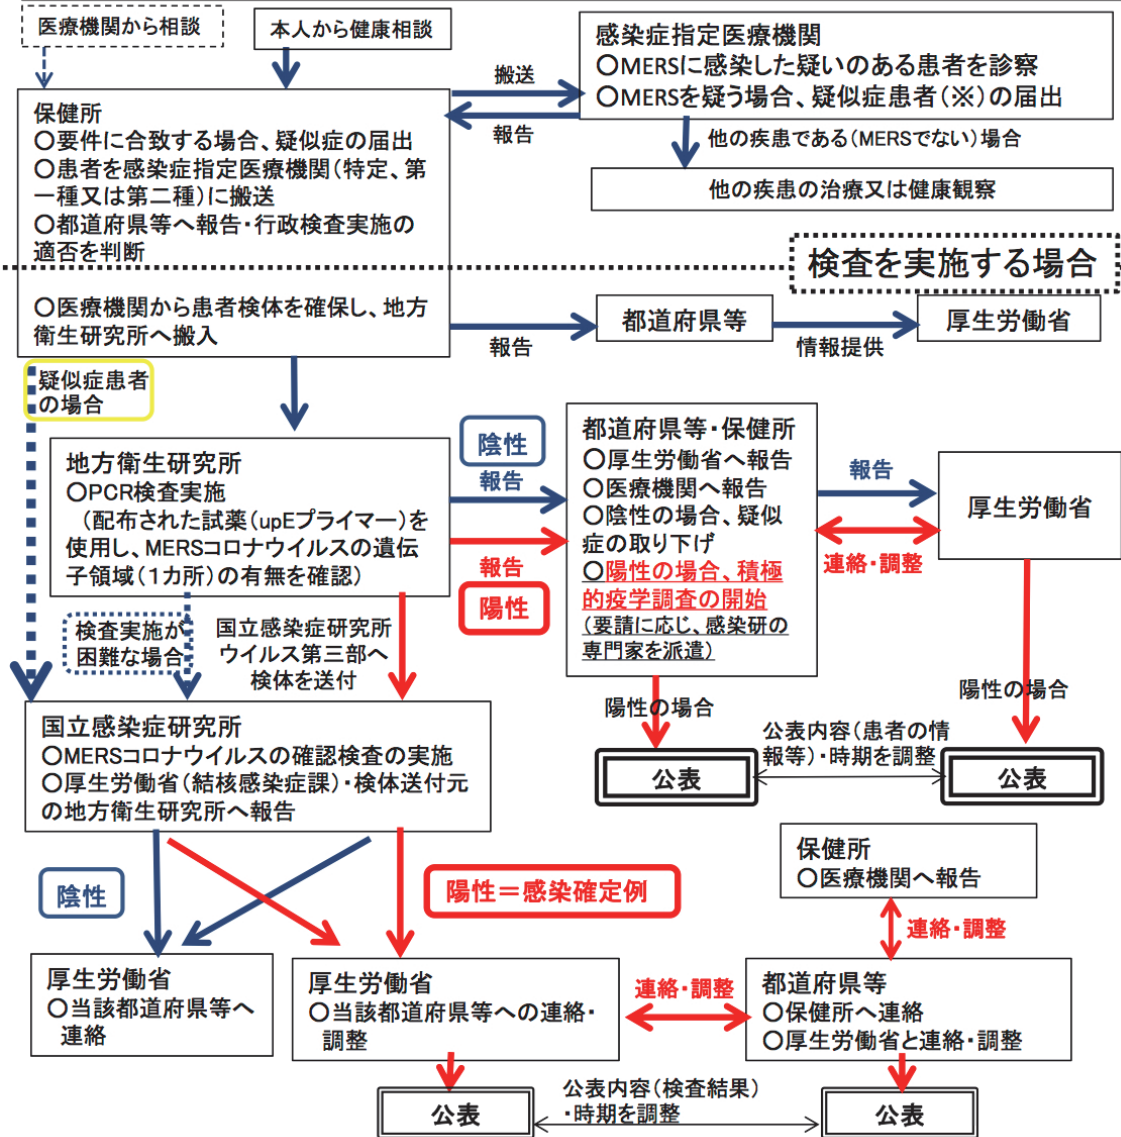 医療機関から相談
本人から健康相談
感染症指定医療機関
〇MERSに感染した疑いのある患者を診察
〇MERSを疑う場合、疑似症患者(※)の届出
搬送
報告
保健所
〇要件に合致する場合、疑似症の届出
〇患者を感染症指定医療機関(特定、第
一種又は第二種)に搬送
〇都道府県等へ報告・行政検査実施の
適否を判断
他の疾患である(MERSでない)場合
他の疾患の治療又は健康観察
検査を実施する場合
〇医療機関から患者検体を確保し、地方
衛生研究所へ搬入
報告
都道府県等
情報提供
厚生労働省
疑似症患者
の場合
地方衛生研究所
〇PCR検査実施
(配布された試薬(upEプライマー)を
使用し、MERSコロナウイルスの遺伝
子領域(1カ所)の有無を確認)
陰性
報告
報告
陽性
都道府県等・保健所
〇厚生労働省へ報告
〇医療機関へ報告
〇陰性の場合、疑似
症の取り下げ
〇陽性の場合、積極
的疫学調査の開始
(要請に応じ、感染研の
専門家を派遣)
報告
連絡・調整
厚生労働省
検査実施が
困難な場合
国立感染症研究所
ウイルス第三部へ
検体を送付
陽性の場合
陽性の場合
公表
公表内容(患者の情
報等)・時期を調整
公表
国立感染症研究所
〇MERSコロナウイルスの確認検査の実施
〇厚生労働省(結核感染症課)・検体送付元
の地方衛生研究所へ報告
陰性
陽性=感染確定例
保健所
〇医療機関へ報告
連絡・調整
厚生労働省
〇当該都道府県等へ
連絡
厚生労働省
〇当該都道府県等への連絡・
調整
連絡・調整
都道府県等
〇保健所へ連絡
〇厚生労働省と連絡・調整
公表
公表内容(検査結果)
・時期を調整
公表